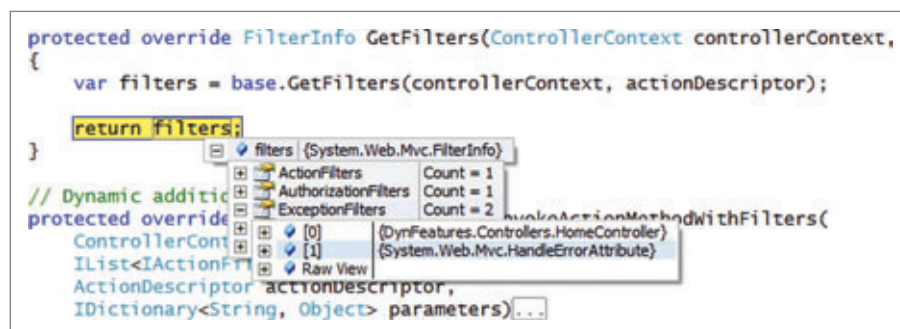 protected override FilterInfo GetFilters(ControllerContext controllerContext,
{
var filters = base.GetFilters(controllerContext, actionDescriptor);
return filters;
}
filters {System.Web.Mvc.FilterInfo}
ActionFilters Count = 1
// Dynamic additic AuthorizationFilters Count = 1
protected override ExceptionFilters Count = 2 vokeActionMethodWithFilters(
ControllerCont [0] {DynFeatures.Controllers.HomeController}
IList<IActionFi [1] {System.Web.Mvc.HandleErrorAttribute}
Raw View
ActionDescriptor actionDescriptor,
IDictionary<String, Object> parameters)...